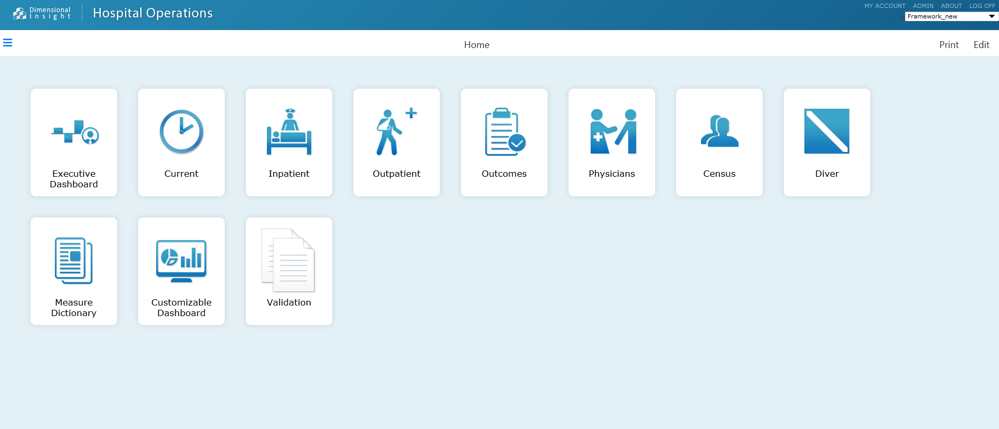 Dimensional
Insight
Hospital Operations
MY ACCOUNT ADMIN ABOUT LOG OFF
Framework_new
Home
Print Edit
Executive
Dashboard
Current
Inpatient
Outpatient
Outcomes
Physicians
Census
Diver
Measure
Dictionary
Customizable
Dashboard
Validation